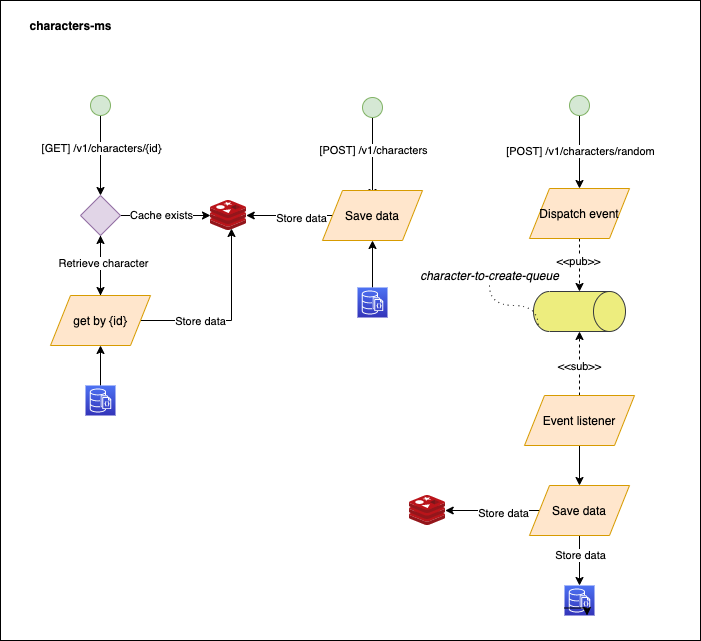 characters-ms
[GET] /v1/characters/{id}
[POST] /v1/characters
[POST] /v1/characters/random
Cache exists
Store data
Save data
Dispatch event
Retrieve character
<<pub>>
character-to-create-queue
get by {id}
Store data
<<sub>>
Event listener
Store data
Save data
Store data